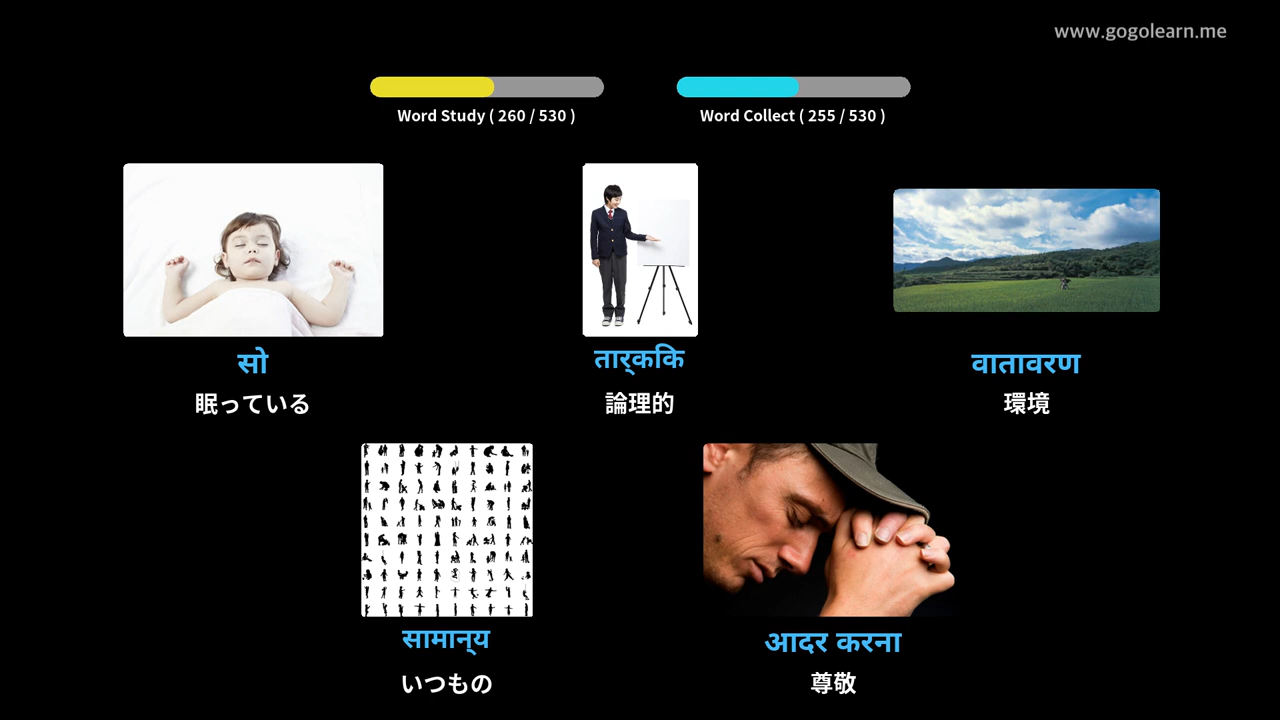 www.gogolearn.me
Word Study ( 260 / 530 )
Word Collect ( 255 / 530 )
सो
眠っている
तार्ककि
論理的
वातावरण
環境
सामान्य
いつもの
आदर करना
尊敬